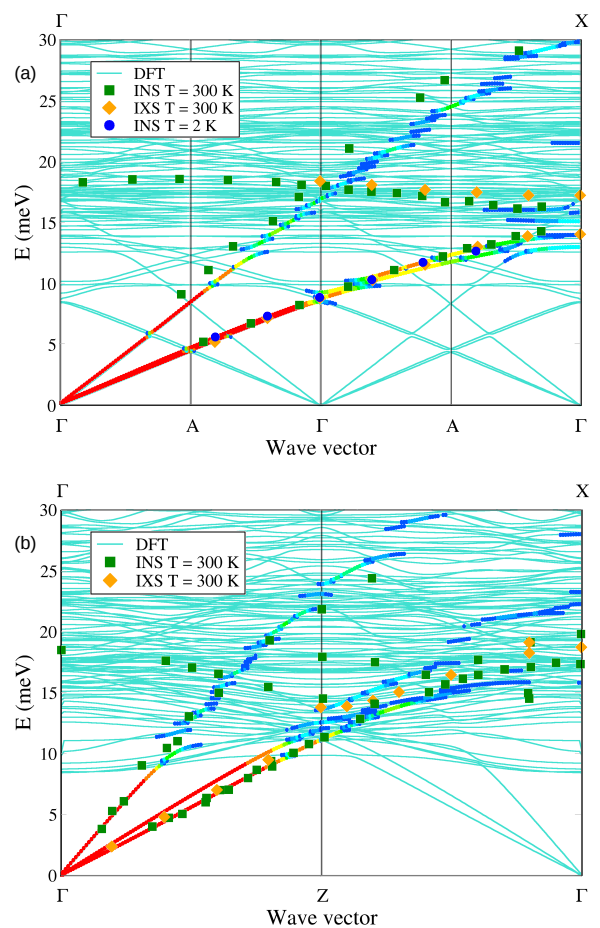 Γ X
(a)
30
25
20
15
10
5
0
E (meV)
DFT
INS T = 300 K
IXS T = 300 K
INS T = 2 K
Γ A Γ A Γ
Wave vector
Γ X
(b)
30
25
20
15
10
5
0
E (meV)
DFT
INS T = 300 K
IXS T = 300 K
Γ Z Γ
Wave vector